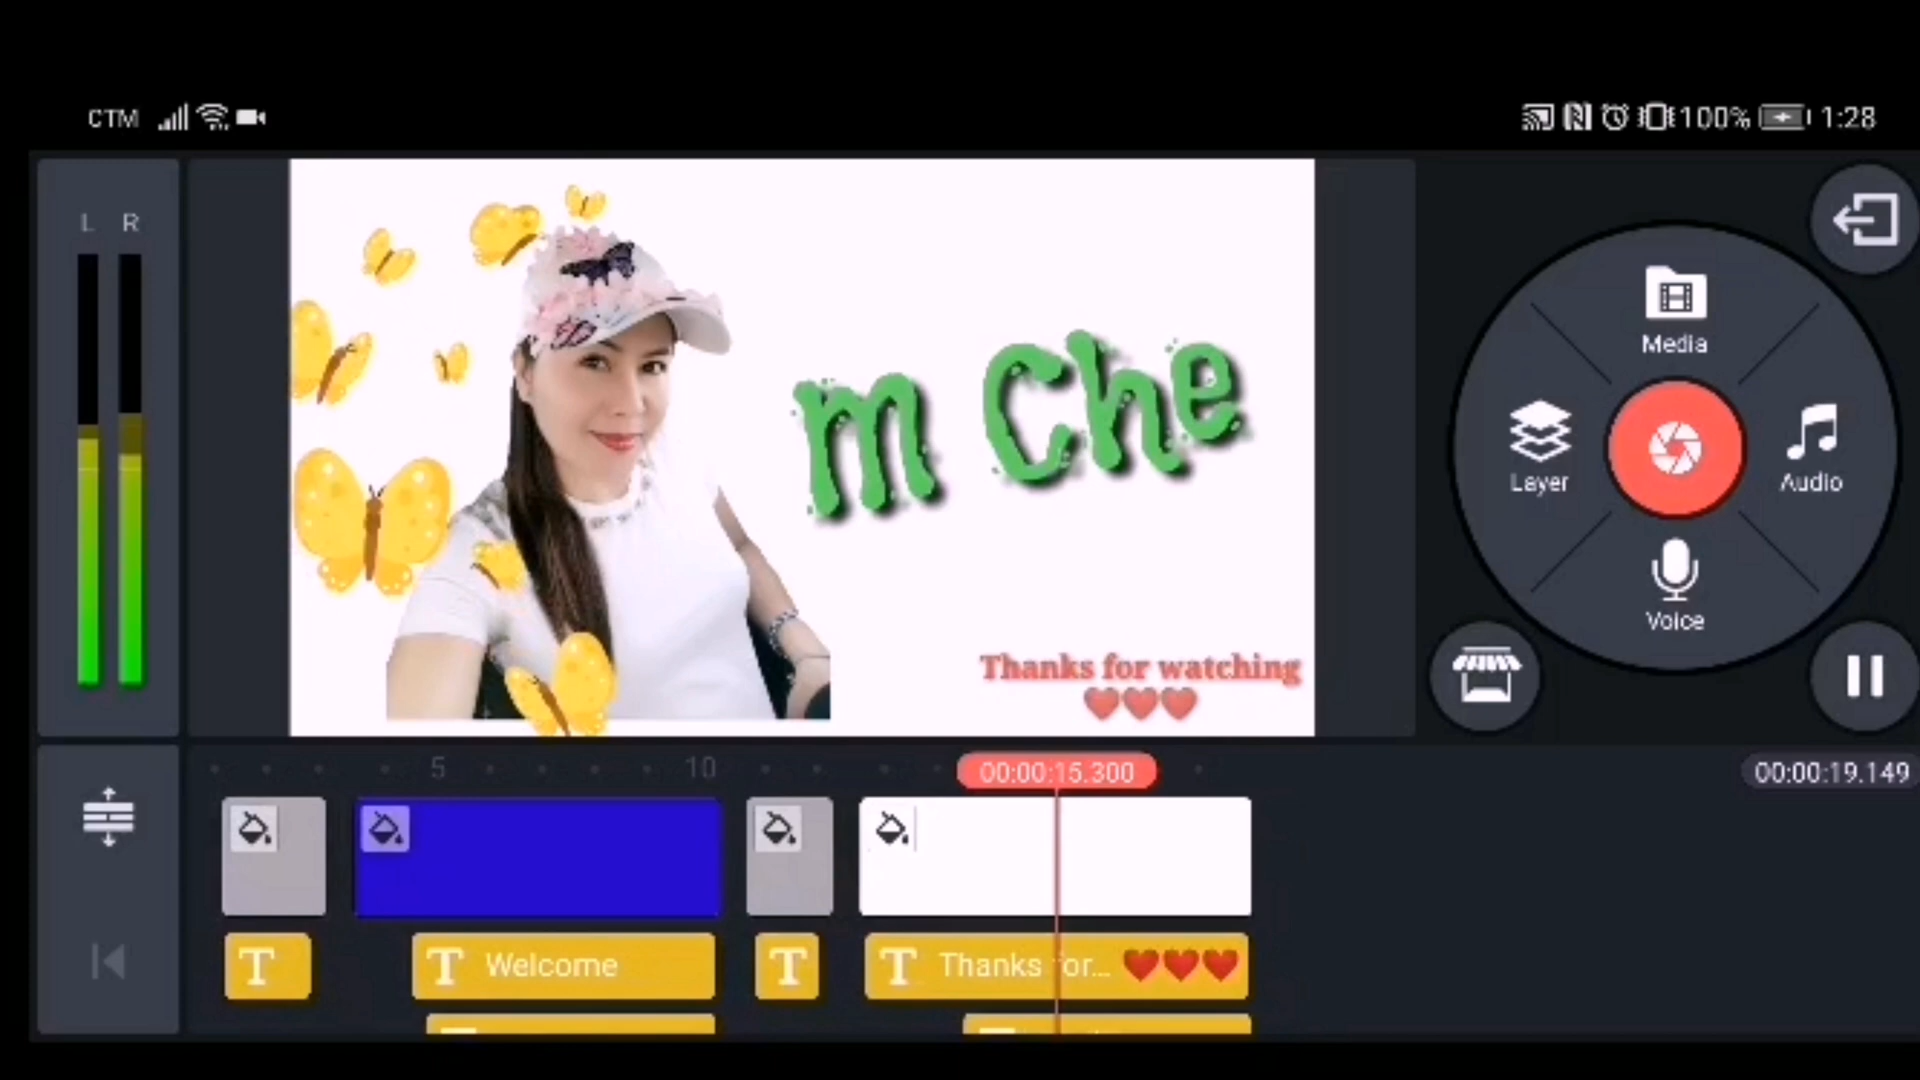 CTM
100% 1:28
L R
m Che
Thanks for watching
❤❤❤
Media
Layer
Audio
Voice
5 10 00:00:15.300 00:00:19.149
T T Welcome T T Thanks for... ❤❤❤